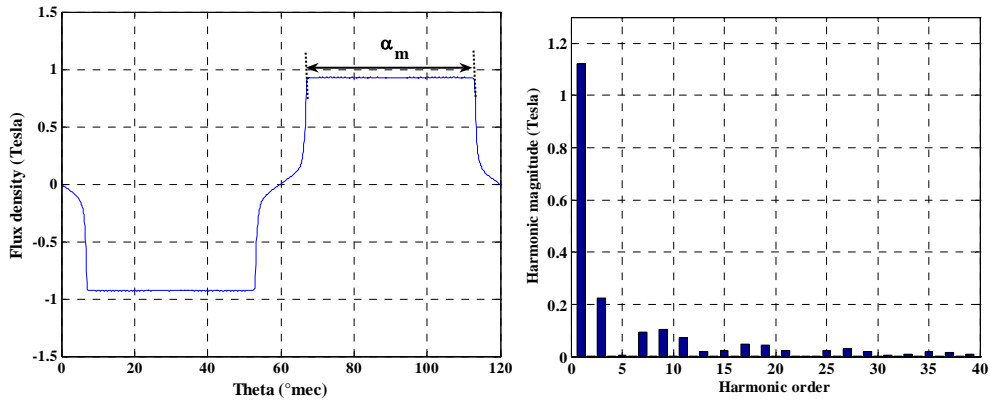 1.5
1
0.5
0
-0.5
-1
-1.5
Flux density (Tesla)
αm
0 20 40 60 80 100 120
Theta (°mec)
1.2
1
0.8
0.6
0.4
0.2
0
Harmonic magnitude (Tesla)
0 5 10 15 20 25 30 35 40
Harmonic order